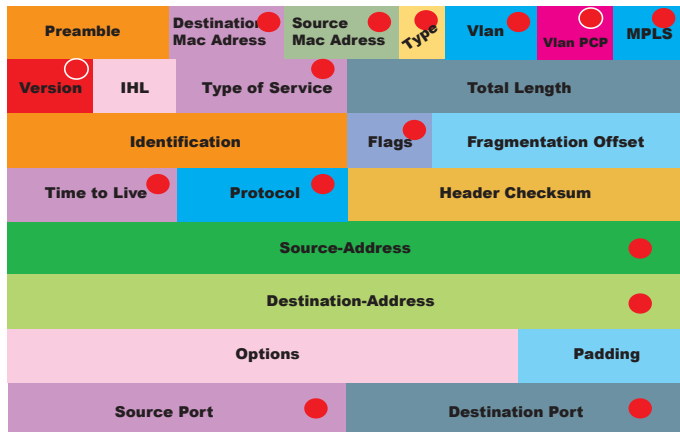 Preamble
Destination
Mac Adress
Source
Mac Adress
Type
Vlan
Vlan PCP
MPLS
Version
IHL
Type of Service
Total Length
Identification
Flags
Fragmentation Offset
Time to Live
Protocol
Header Checksum
Source-Address
Destination-Address
Options
Padding
Source Port
Destination Port